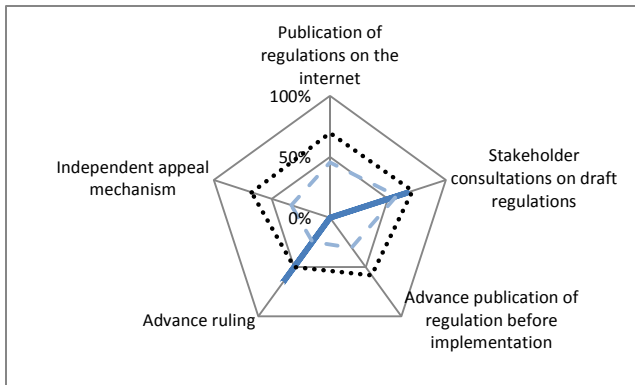 Publication of
regulations on the
internet
100%
50%
0%
Stakeholder
consultations on draft
regulations
Independent appeal
mechanism
Advance ruling
Advance publication of
regulation before
implementation